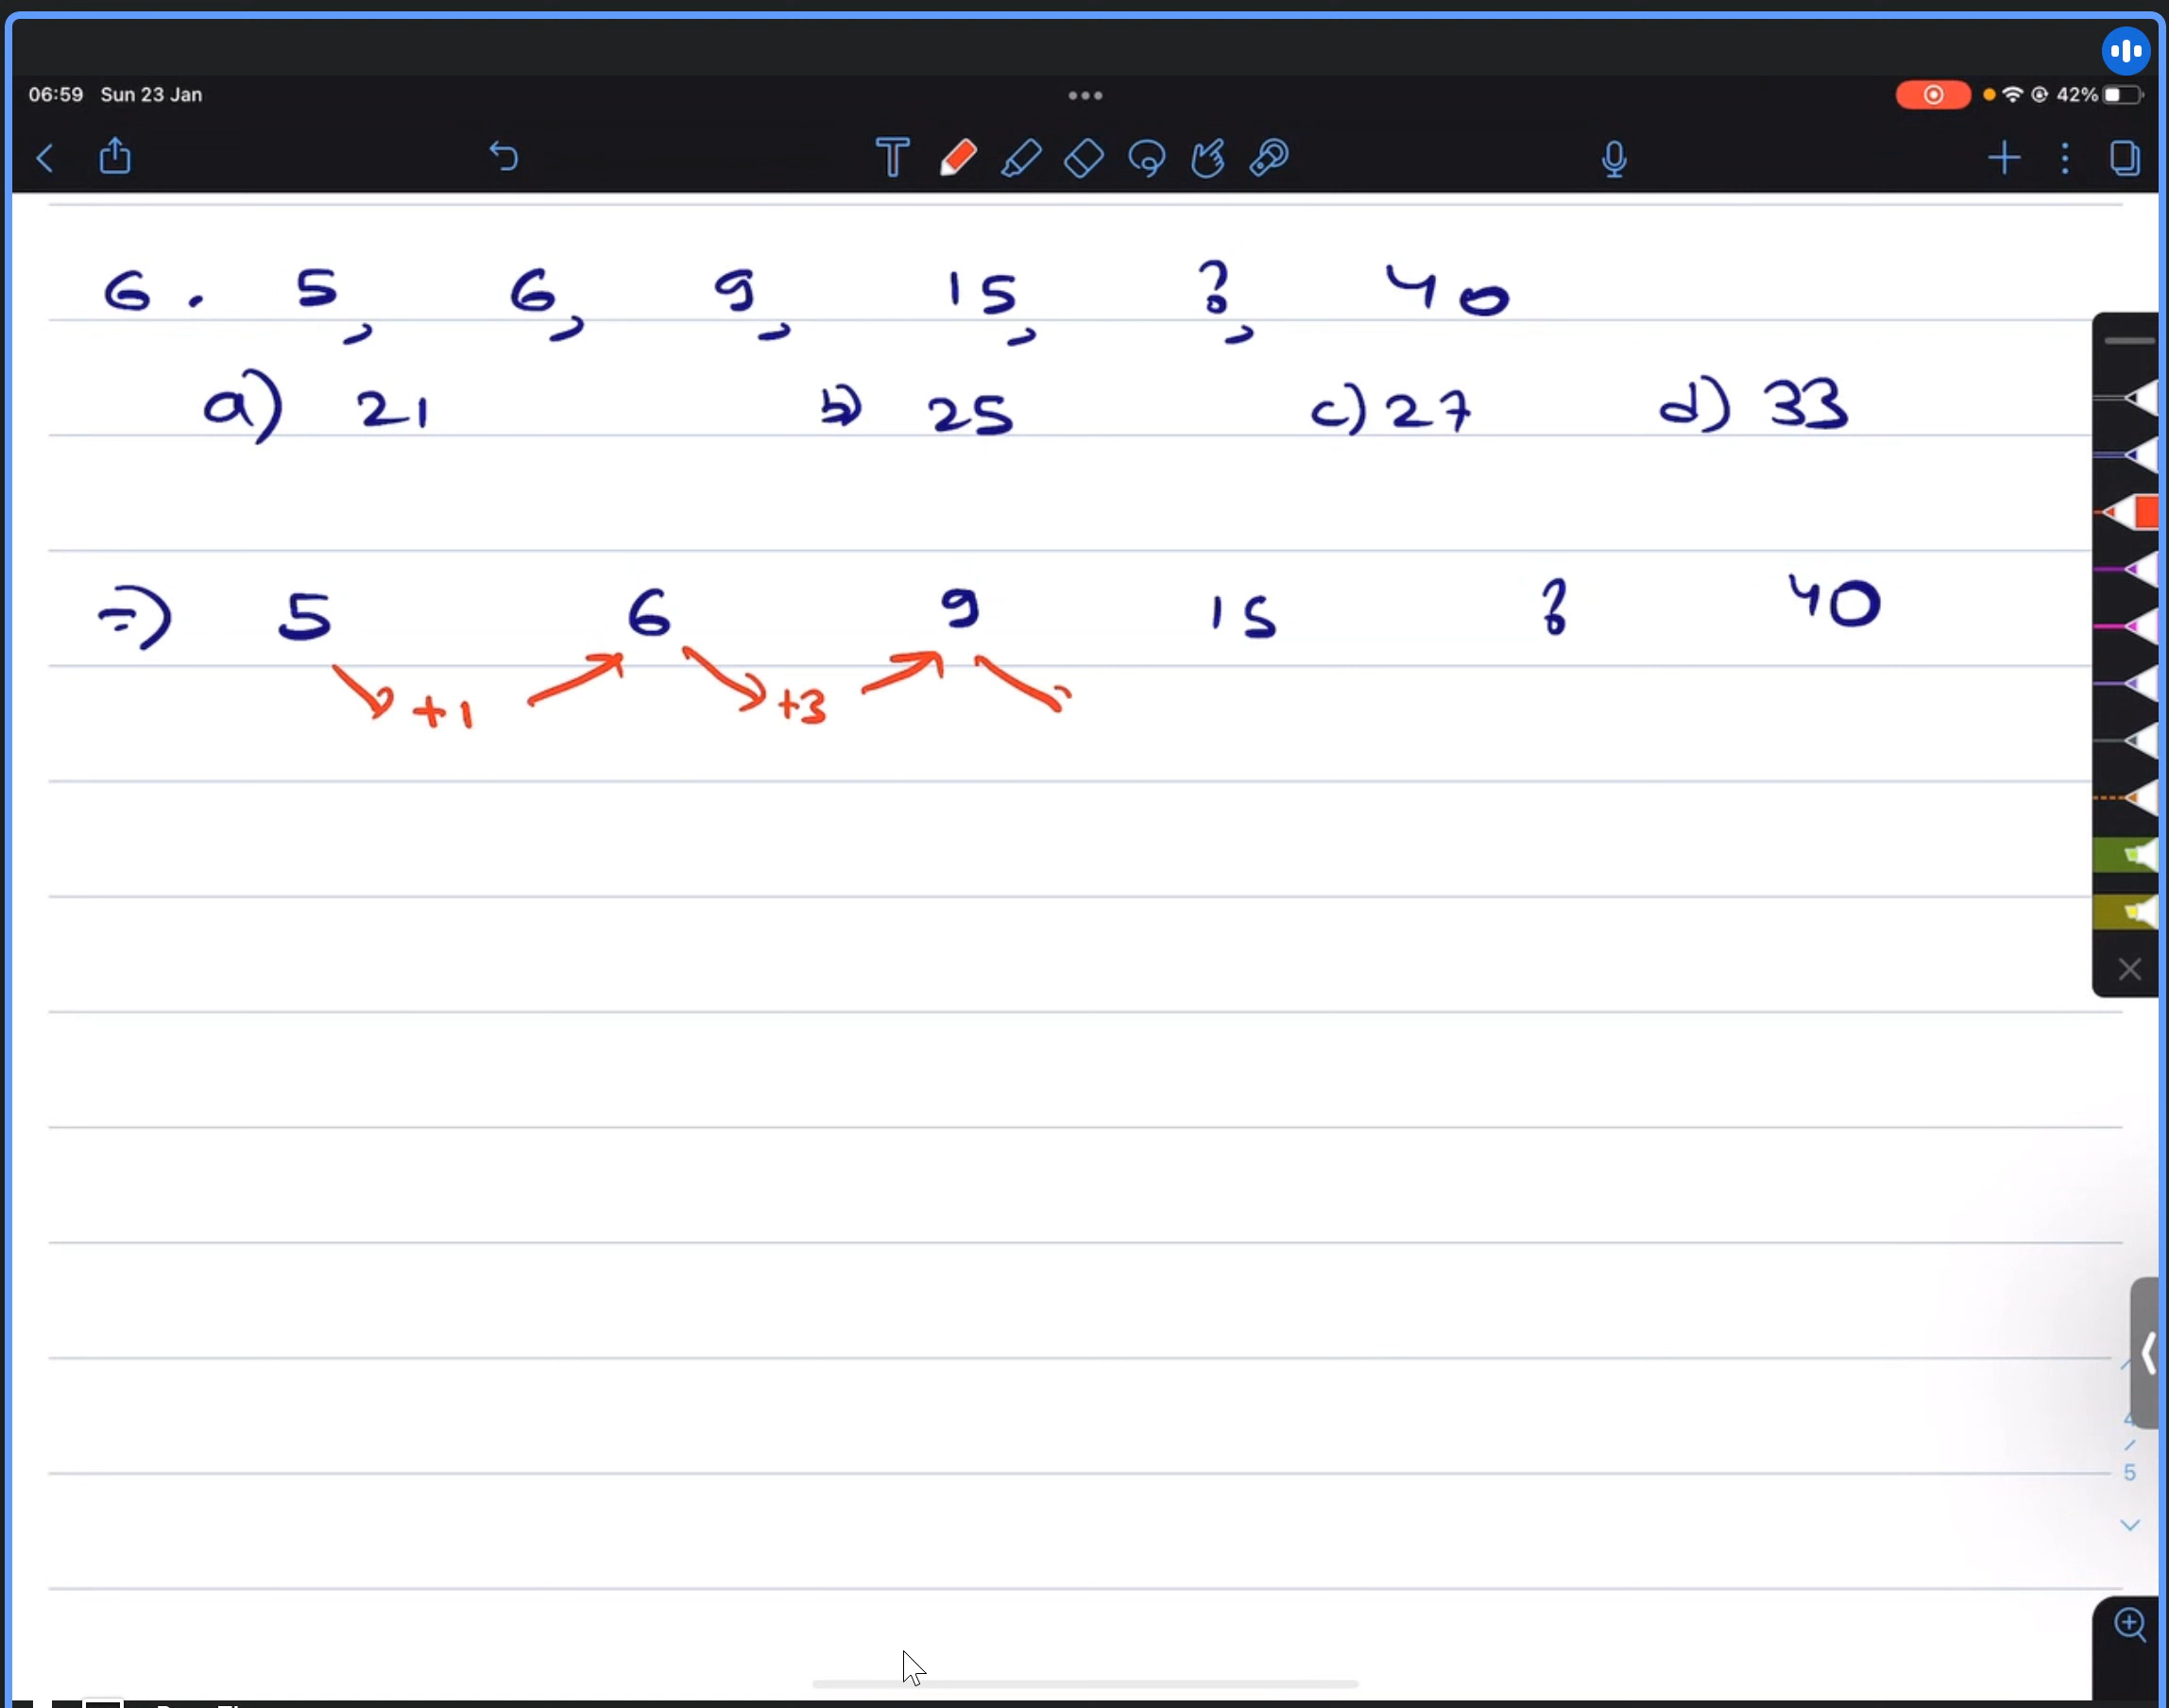 06:59 Sun 23 Jan 42%
T
6. 5, 6, 9, 15, ?, 40
a) 21 b) 25 c) 27 d) 33
=) 5 6 9 15 ? 40
+1 +3
4
5